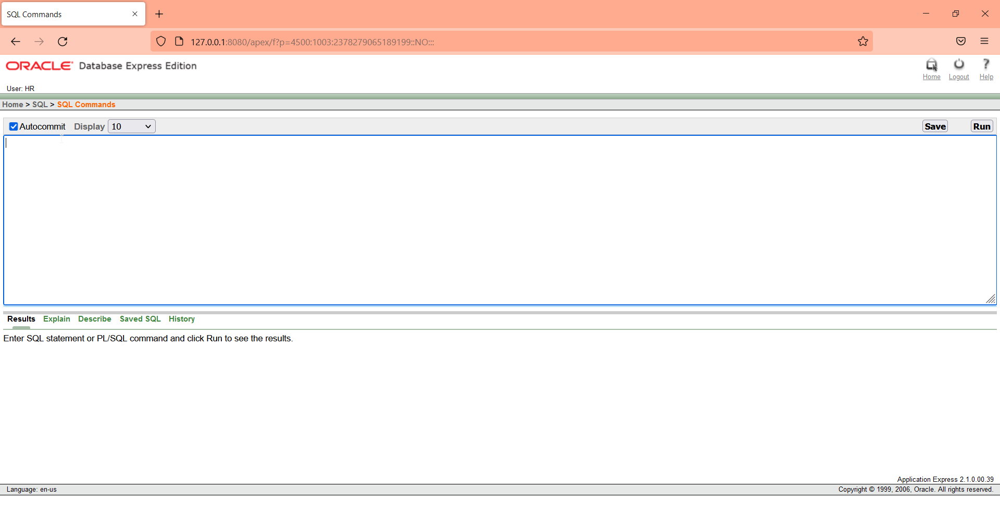 SQL Commands
127.0.0.1:8080/apex/f?p=4500:1003:2378279065189199::NO:::
ORACLE Database Express Edition
Home Logout Help
User: HR
Home > SQL > SQL Commands
Autocommit Display 10 Save Run
Results Explain Describe Saved SQL History
Enter SQL statement or PL/SQL command and click Run to see the results.
Application Express 2.1.0.00.39
Language: en-us Copyright © 1999, 2006, Oracle. All rights reserved.